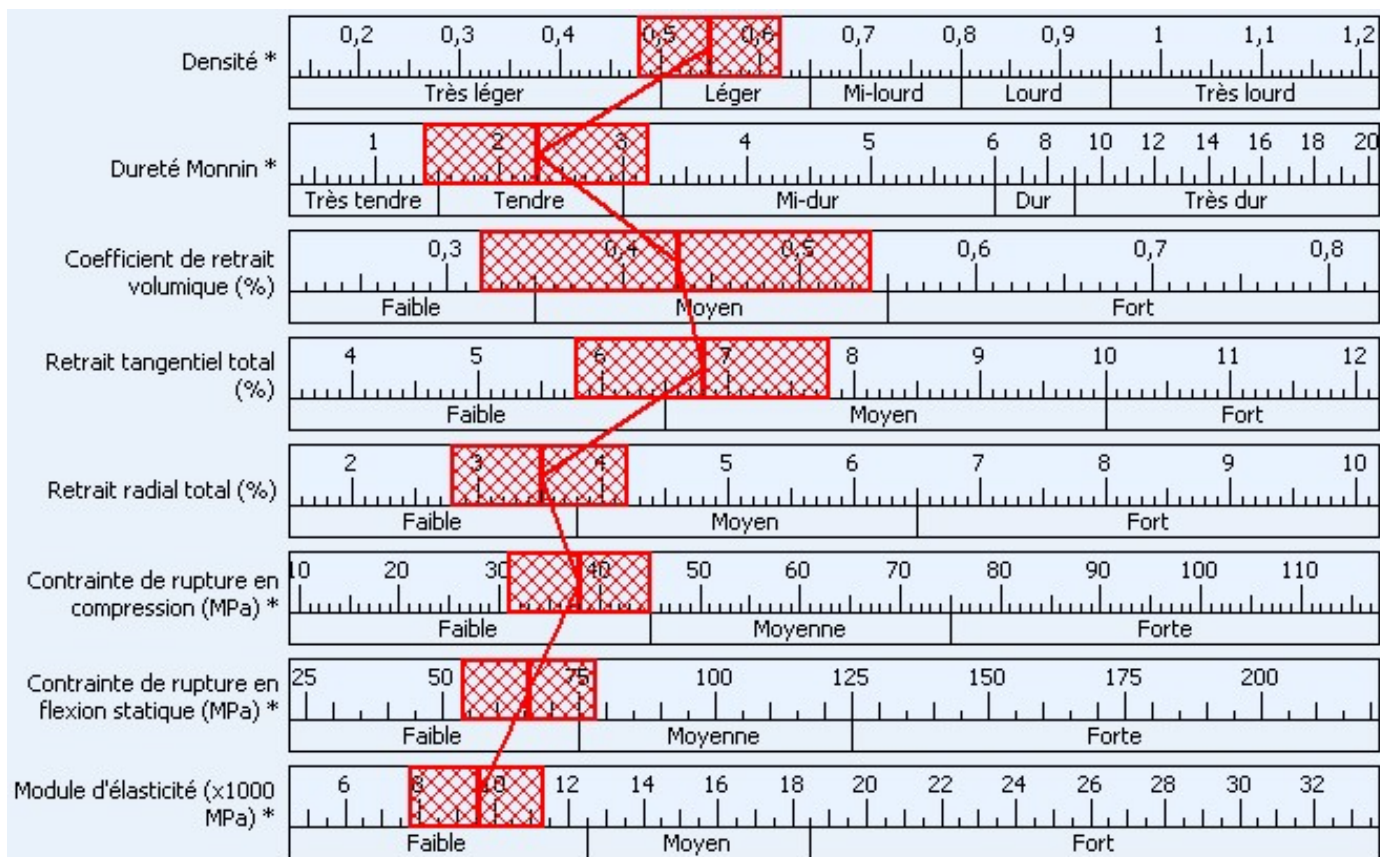 0,2 0,3 0,4 0,5 0,6 0,7 0,8 0,9 1 1,1 1,2
Densité *
Très léger Léger Mi-lourd Lourd Très lourd
1 2 3 4 5 6 8 10 12 14 16 18 20
Dureté Monnin *
Très tendre Tendre Mi-dur Dur Très dur
0,3 0,4 0,5 0,6 0,7 0,8
Coefficient de retrait
volumique (%)
Faible Moyen Fort
4 5 6 7 8 9 10 11 12
Retrait tangentiel total
(%)
Faible Moyen Fort
2 3 4 5 6 7 8 9 10
Retrait radial total (%)
Faible Moyen Fort
10 20 30 40 50 60 70 80 90 100 110
Contrainte de rupture en
compression (MPa) *
Faible Moyenne Forte
25 50 75 100 125 150 175 200
Contrainte de rupture en
flexion statique (MPa) *
Faible Moyenne Forte
6 8 10 12 14 16 18 20 22 24 26 28 30 32
Module d'élasticité (x1000
MPa) *
Faible Moyen Fort